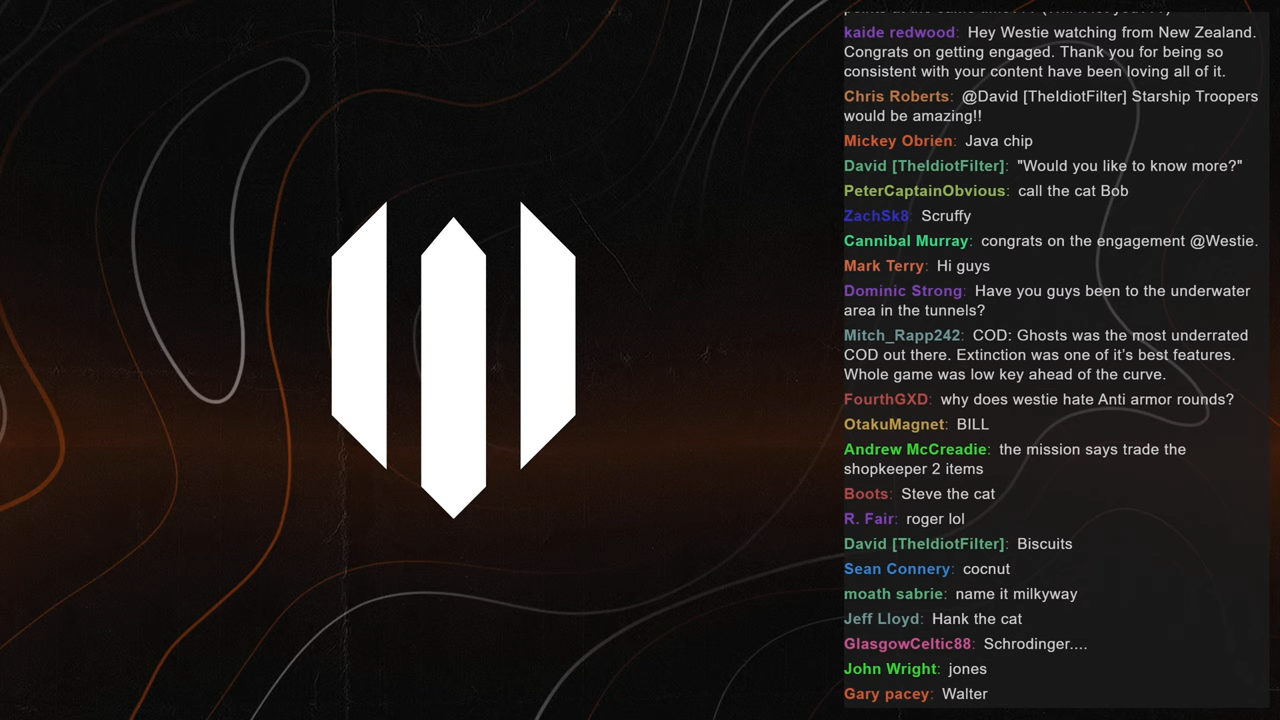 kaide redwood: Hey Westie watching from New Zealand.
Congrats on getting engaged. Thank you for being so
consistent with your content have been loving all of it.
Chris Roberts: @David [TheIdiotFilter] Starship Troopers
would be amazing!!
Mickey Obrien: Java chip
David [TheIdiotFilter]: "Would you like to know more?"
PeterCaptainObvious: call the cat Bob
ZachSk8: Scruffy
Cannibal Murray: congrats on the engagement @Westie.
Mark Terry: Hi guys
Dominic Strong: Have you guys been to the underwater
area in the tunnels?
Mitch_Rapp242: COD: Ghosts was the most underrated
COD out there. Extinction was one of it's best features.
Whole game was low key ahead of the curve.
FourthGXD: why does westie hate Anti armor rounds?
OtakuMagnet: BILL
Andrew McCreadie: the mission says trade the
shopkeeper 2 items
Boots: Steve the cat
R. Fair: roger lol
David [TheIdiotFilter]: Biscuits
Sean Connery: cocnut
moath sabrie: name it milkyway
Jeff Lloyd: Hank the cat
GlasgowCeltic88: Schrodinger....
John Wright: jones
Gary pacey: Walter